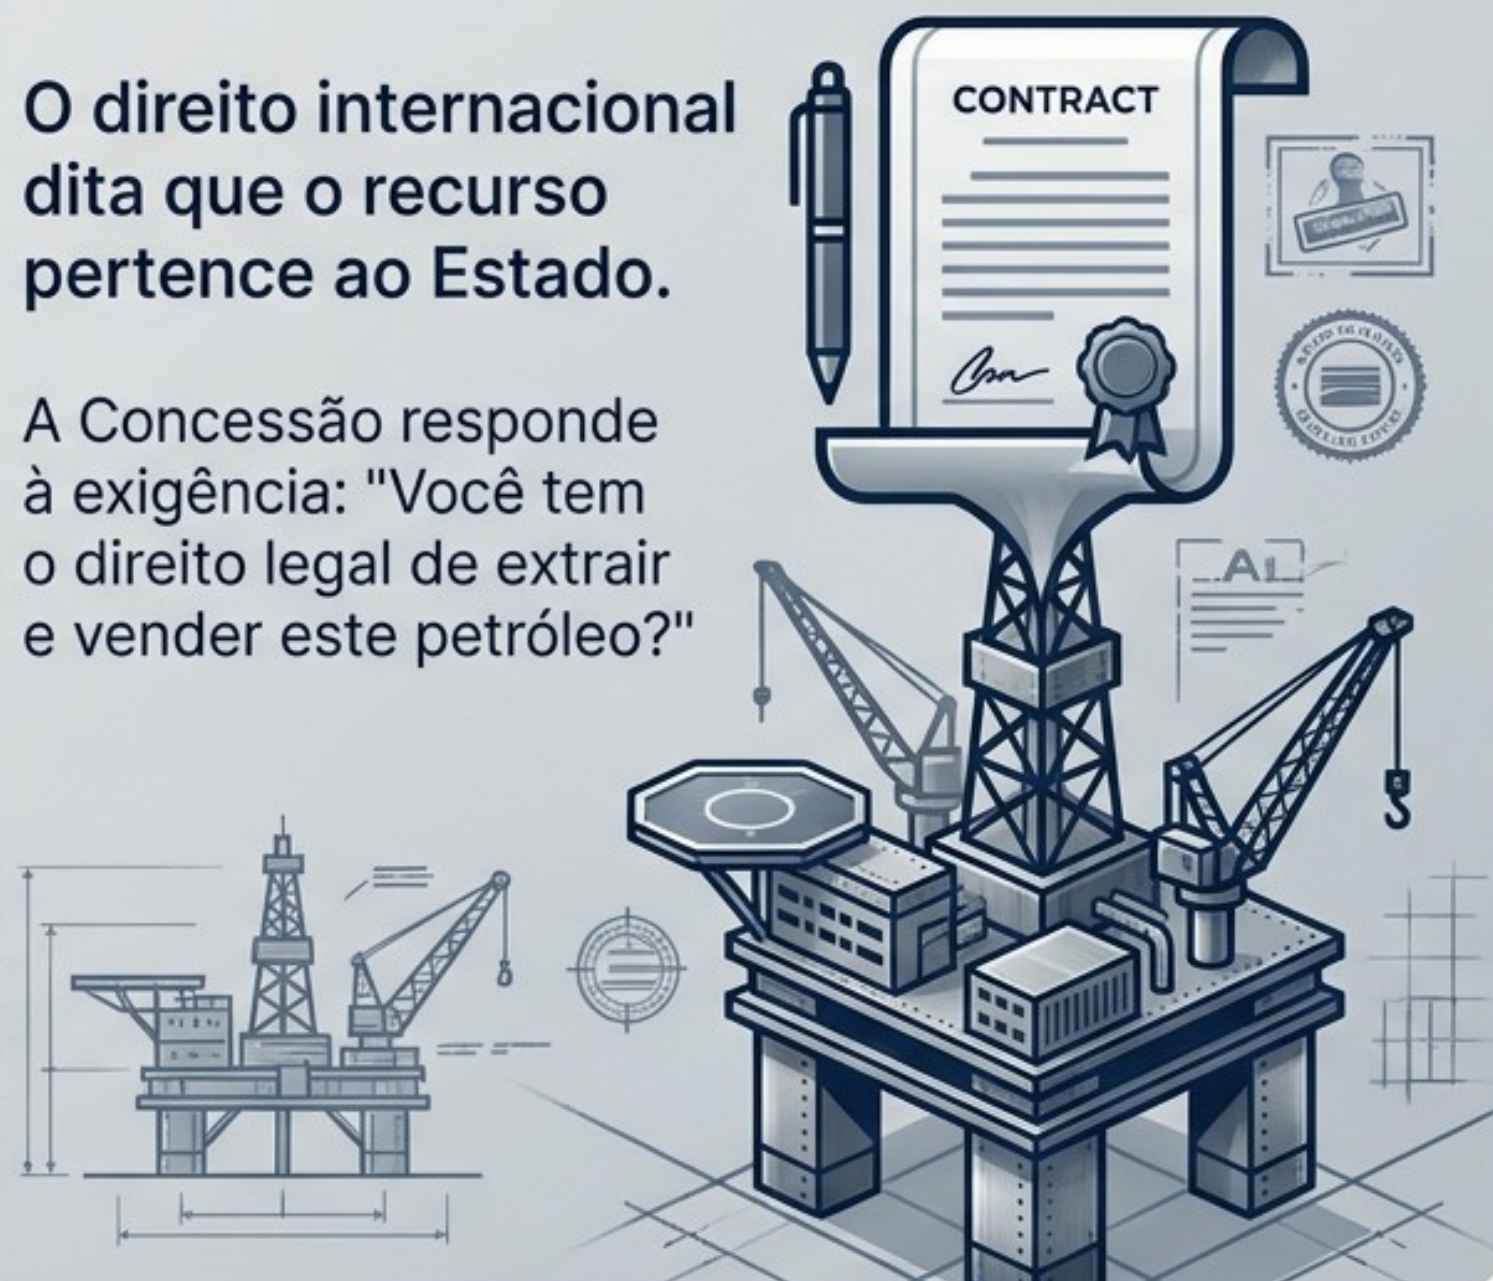 O direito internacional
dita que o recurso
pertence ao Estado.
A Concessão responde
à exigência: "Você tem
o direito legal de extrair
e vender este petróleo?"
CONTRACT